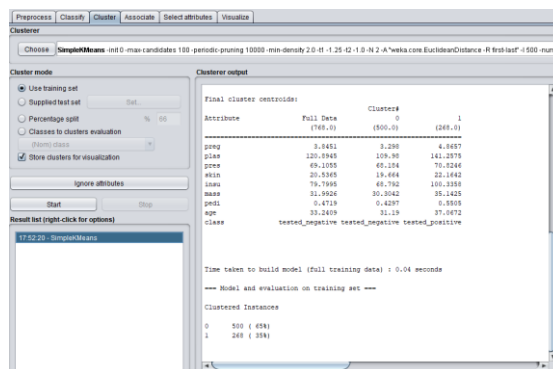 Preprocess Classify Cluster Associate Select attributes Visualize
Clusterer
Choose SimpleKMeans -init 0 -max-candidates 100 -periodic-pruning 10000 -min-density 2.0 -t1 -1.25 -t2 -1.0 -N 2 -A "weka.core.EuclideanDistance -R first-last" -I 500 -num
Cluster mode
Use training set
Supplied test set Set...
Percentage split % 66
Classes to clusters evaluation
(Nom) class
Store clusters for visualization
Ignore attributes
Start Stop
Result list (right-click for options)
17:52:20 - SimpleKMeans
Clusterer output
Final cluster centroids:
Cluster#
Attribute Full Data 0 1
(768.0) (500.0) (268.0)
preg 3.8451 3.298 4.8657
plas 120.8945 109.98 141.2575
pres 69.1055 68.184 70.8246
skin 20.5365 19.664 22.1642
insu 79.7995 68.792 100.3358
mass 31.9926 30.3042 35.1425
pedi 0.4719 0.4297 0.5505
age 33.2409 31.19 37.0672
class tested_negative tested_negative tested_positive
Time taken to build model (full training data) : 0.04 seconds
=== Model and evaluation on training set ===
Clustered Instances
0 500 ( 65%)
1 268 ( 35%)